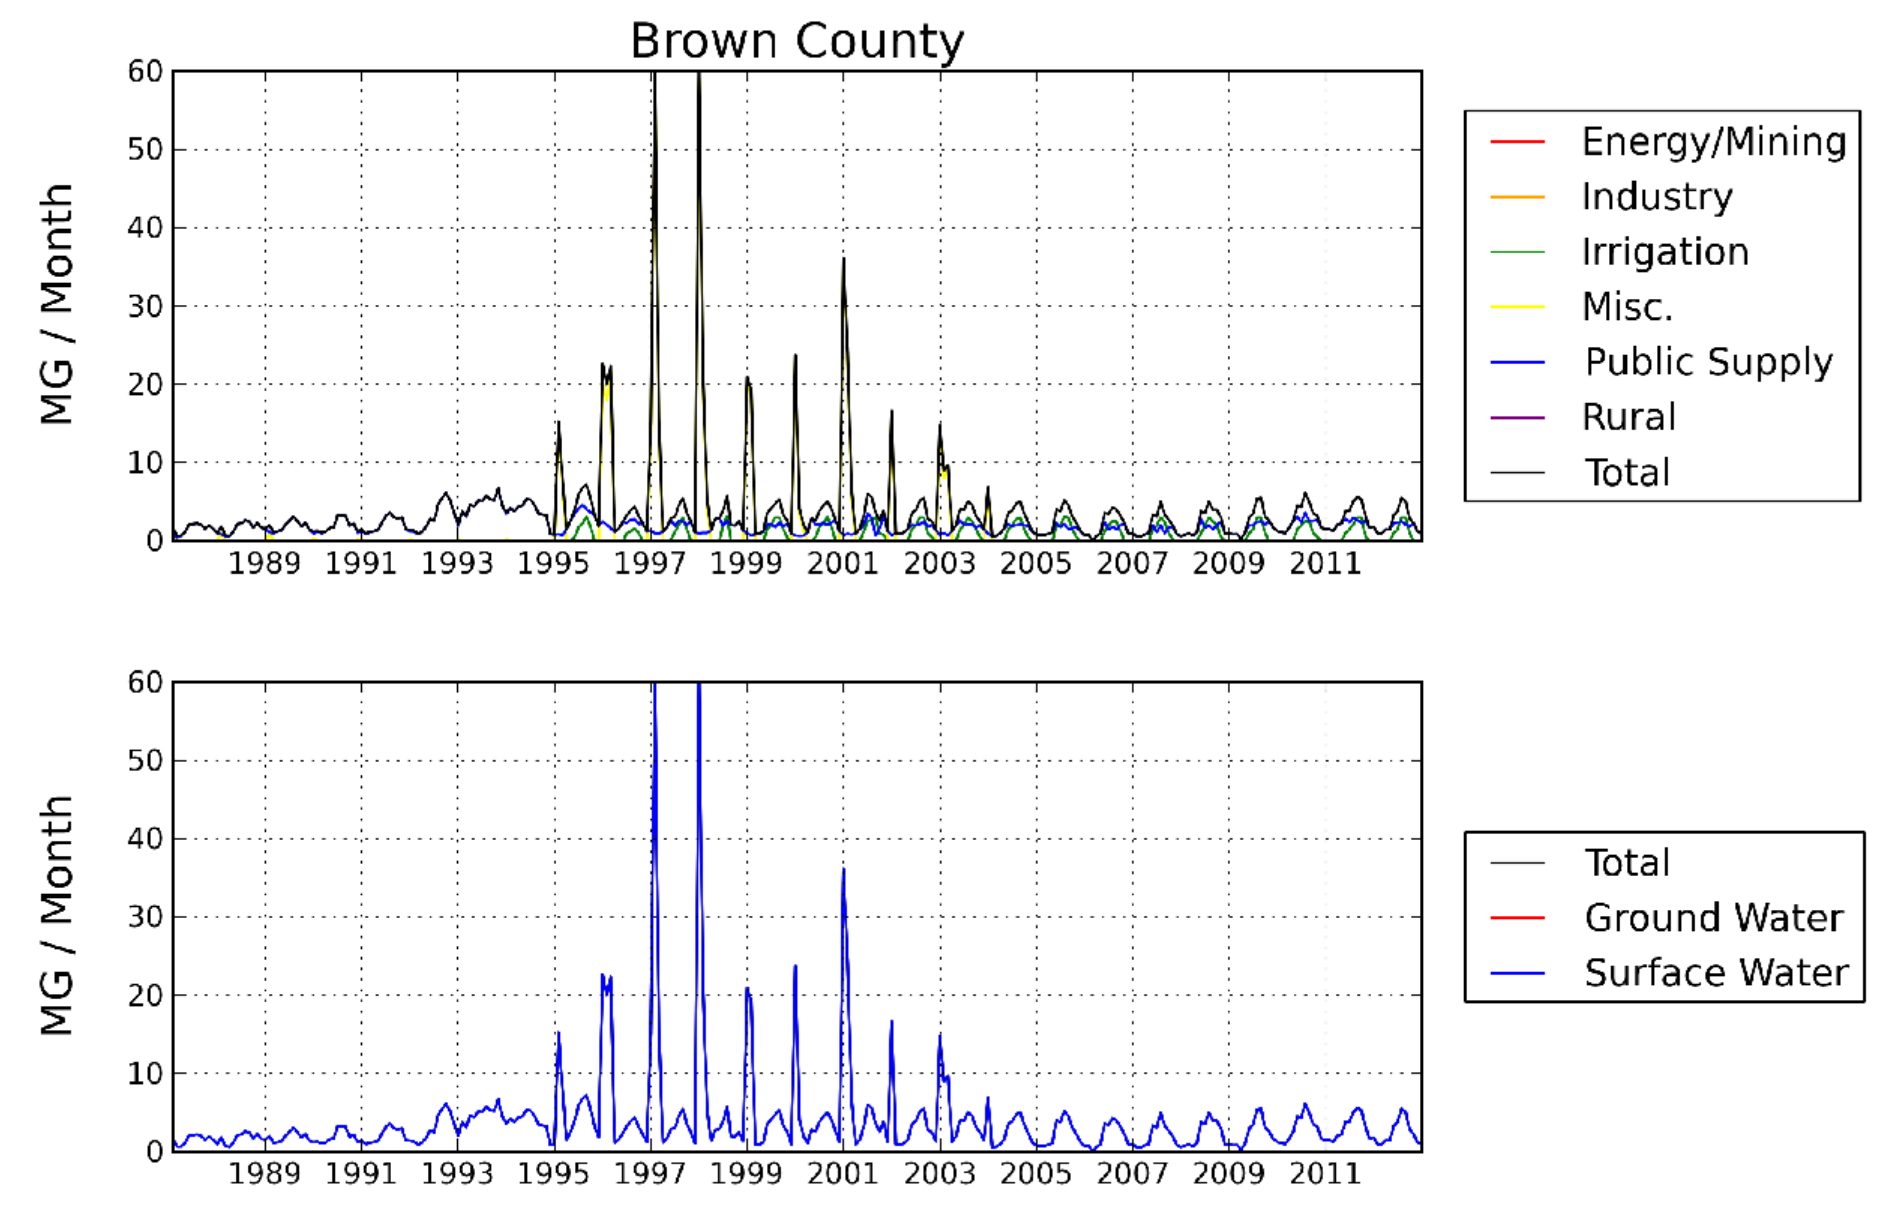 Brown County
60
50
40
30
20
10
0
MG / Month
1989 1991 1993 1995 1997 1999 2001 2003 2005 2007 2009 2011
Energy/Mining
Industry
Irrigation
Misc.
Public Supply
Rural
Total
60
50
40
30
20
10
0
MG / Month
1989 1991 1993 1995 1997 1999 2001 2003 2005 2007 2009 2011
Total
Ground Water
Surface Water